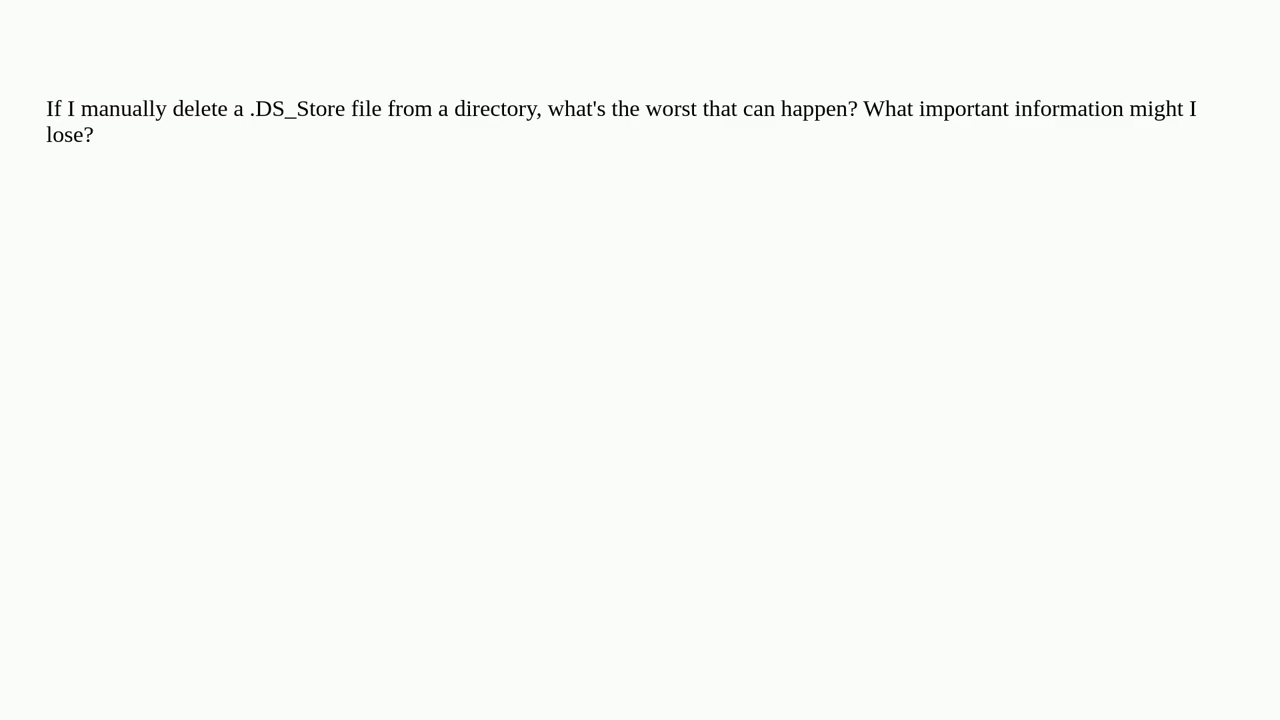 If I manually delete a .DS_Store file from a directory, what's the worst that can happen? What important information might I
lose?